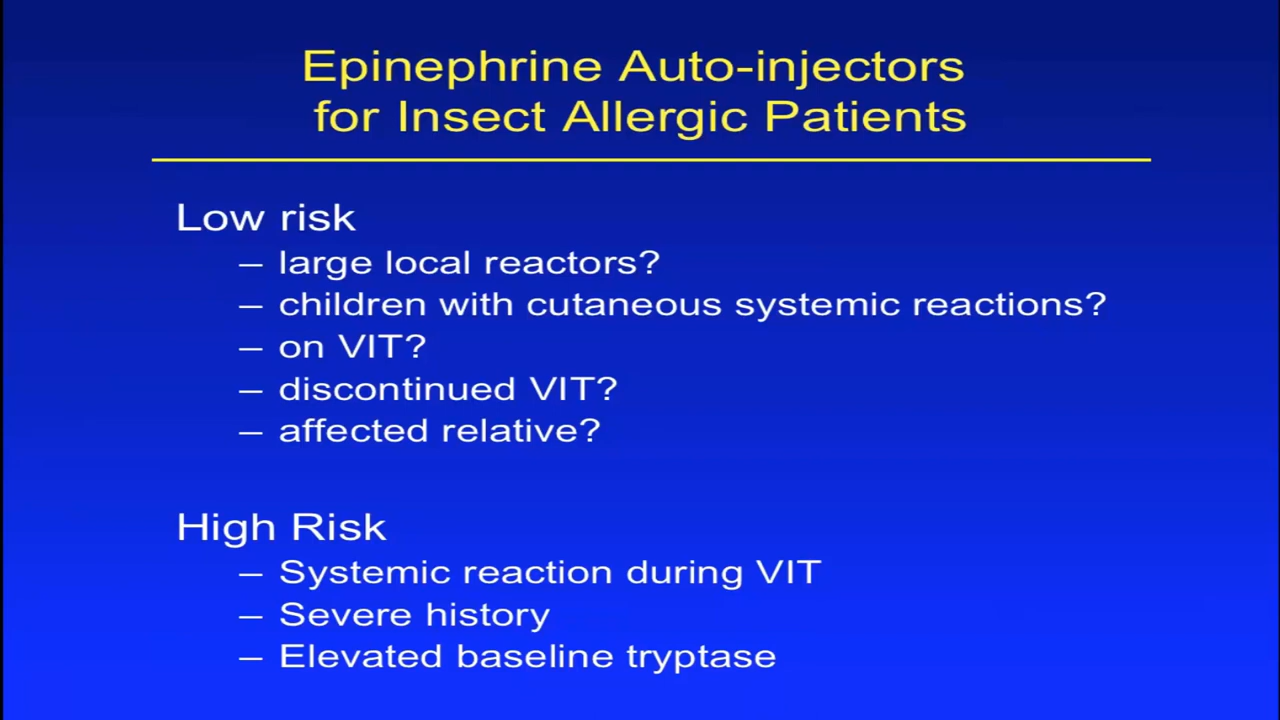 Epinephrine Auto-injectors
for Insect Allergic Patients
Low risk
– large local reactors?
– children with cutaneous systemic reactions?
– on VIT?
– discontinued VIT?
– affected relative?
High Risk
– Systemic reaction during VIT
– Severe history
– Elevated baseline tryptase